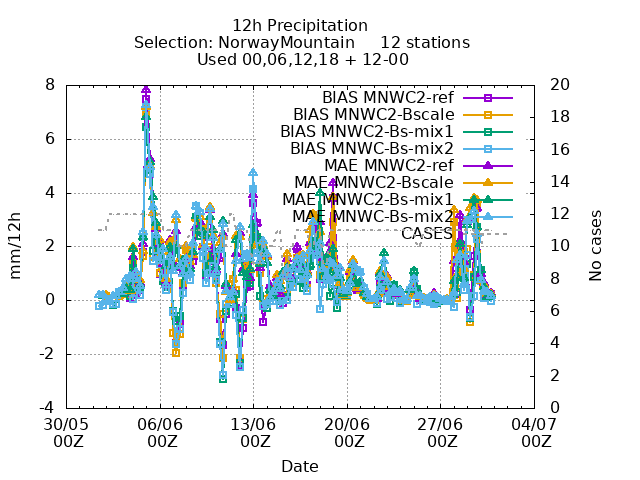 12h Precipitation
Selection: NorwayMountain 12 stations
Used 00,06,12,18 + 12-00
8 20
BIAS MNWC2-ref
18
BIAS MNWC2-Bscale
BIAS MNWC-Bs-mix1
6 16
BIAS MNWC-Bs-mix2
MAE MNWC2-ref
14
MAE MNWC2-Bscale
4
MAE MNWC-Bs-mix1
12
MAE MNWC-Bs-mix2
CASES
2 10
8
0
6
-2 4
2
-4 0
mm/12h
No cases
30/05 06/06 13/06 20/06 27/06 04/07
00Z 00Z 00Z 00Z 00Z 00Z
Date